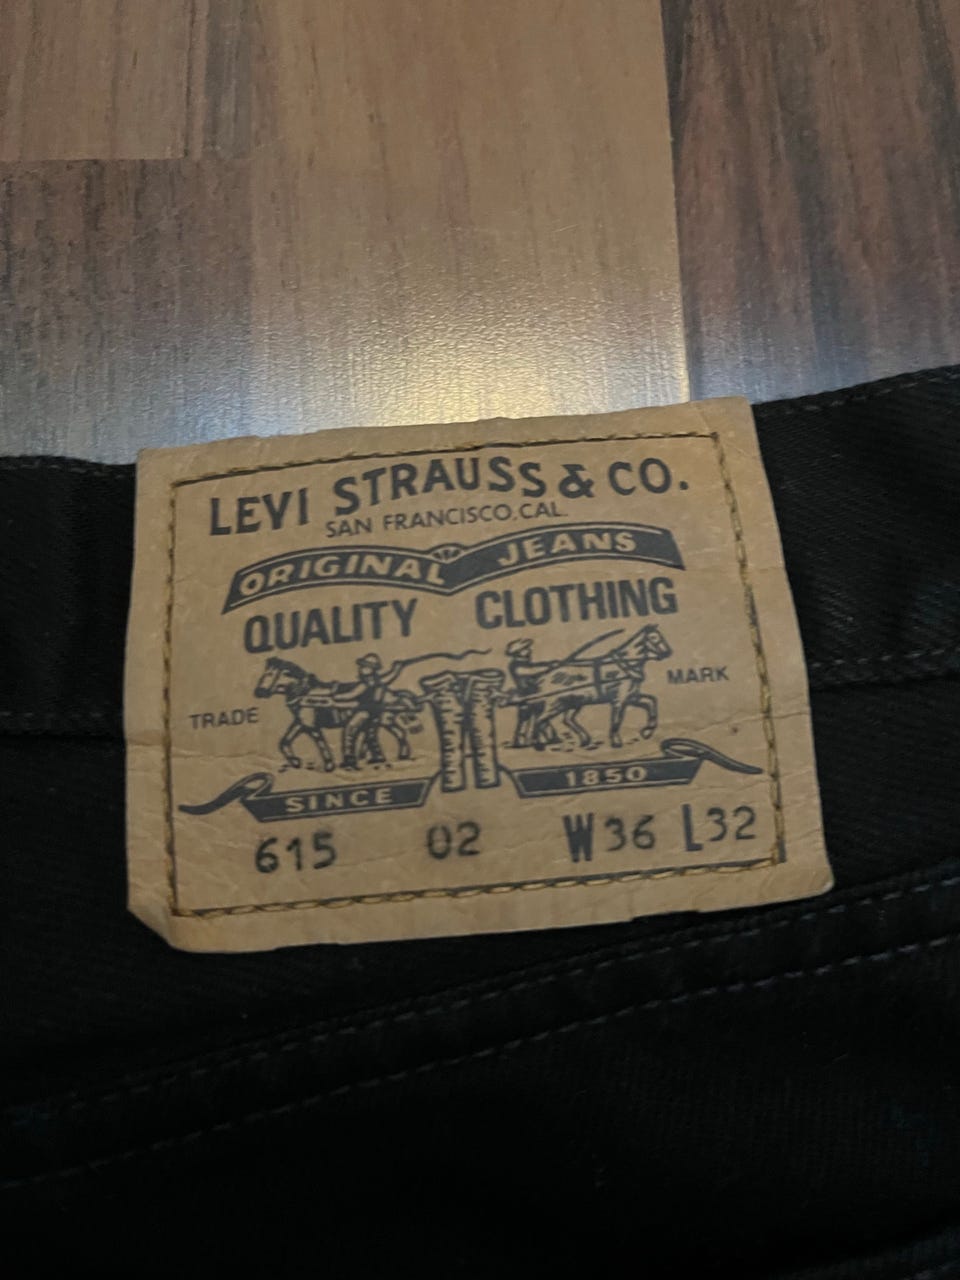 LEVI STRAUSS & CO.
SAN FRANCISCO, CAL.
ORIGINAL JEANS
QUALITY CLOTHING
TRADE MARK
SINCE 1850
615 02 W36 L32